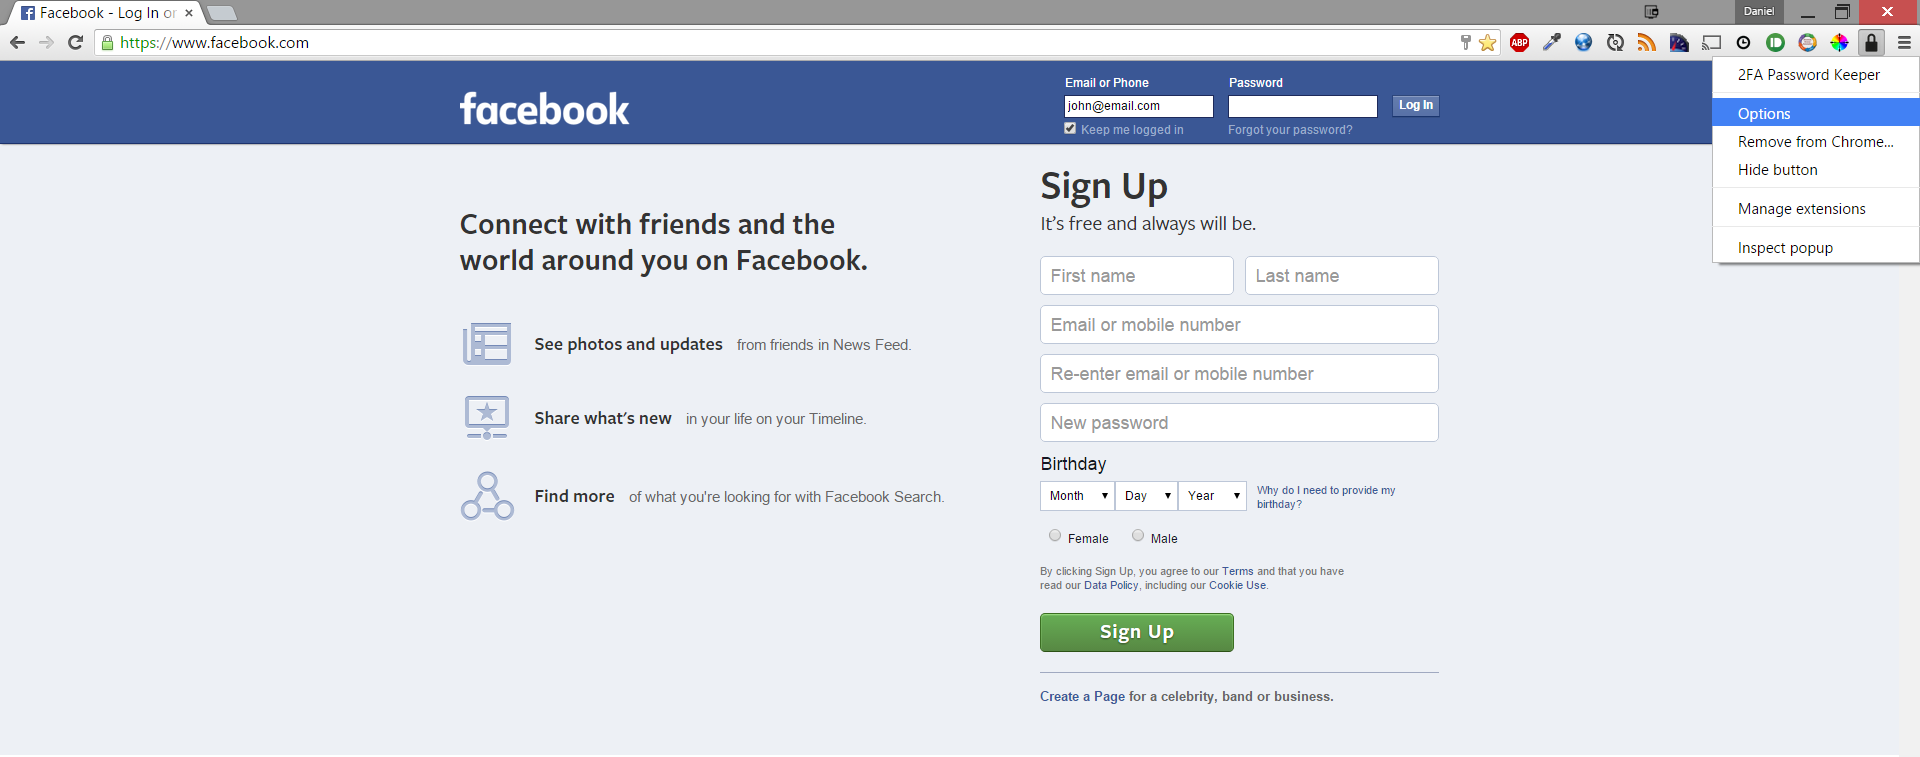 Facebook - Log In or
Daniel
https://www.facebook.com
ABP
2FA Password Keeper
Options
Remove from Chrome...
Hide button
Manage extensions
Inspect popup
facebook
Email or Phone
Password
john@email.com
Log In
Keep me logged in
Forgot your password?
Connect with friends and the
world around you on Facebook.
See photos and updates from friends in News Feed.
Share what's new in your life on your Timeline.
Find more of what you're looking for with Facebook Search.
Sign Up
It's free and always will be.
First name
Last name
Email or mobile number
Re-enter email or mobile number
New password
Birthday
Month
Day
Year
Why do I need to provide my
birthday?
Female
Male
By clicking Sign Up, you agree to our Terms and that you have
read our Data Policy, including our Cookie Use.
Sign Up
Create a Page for a celebrity, band or business.